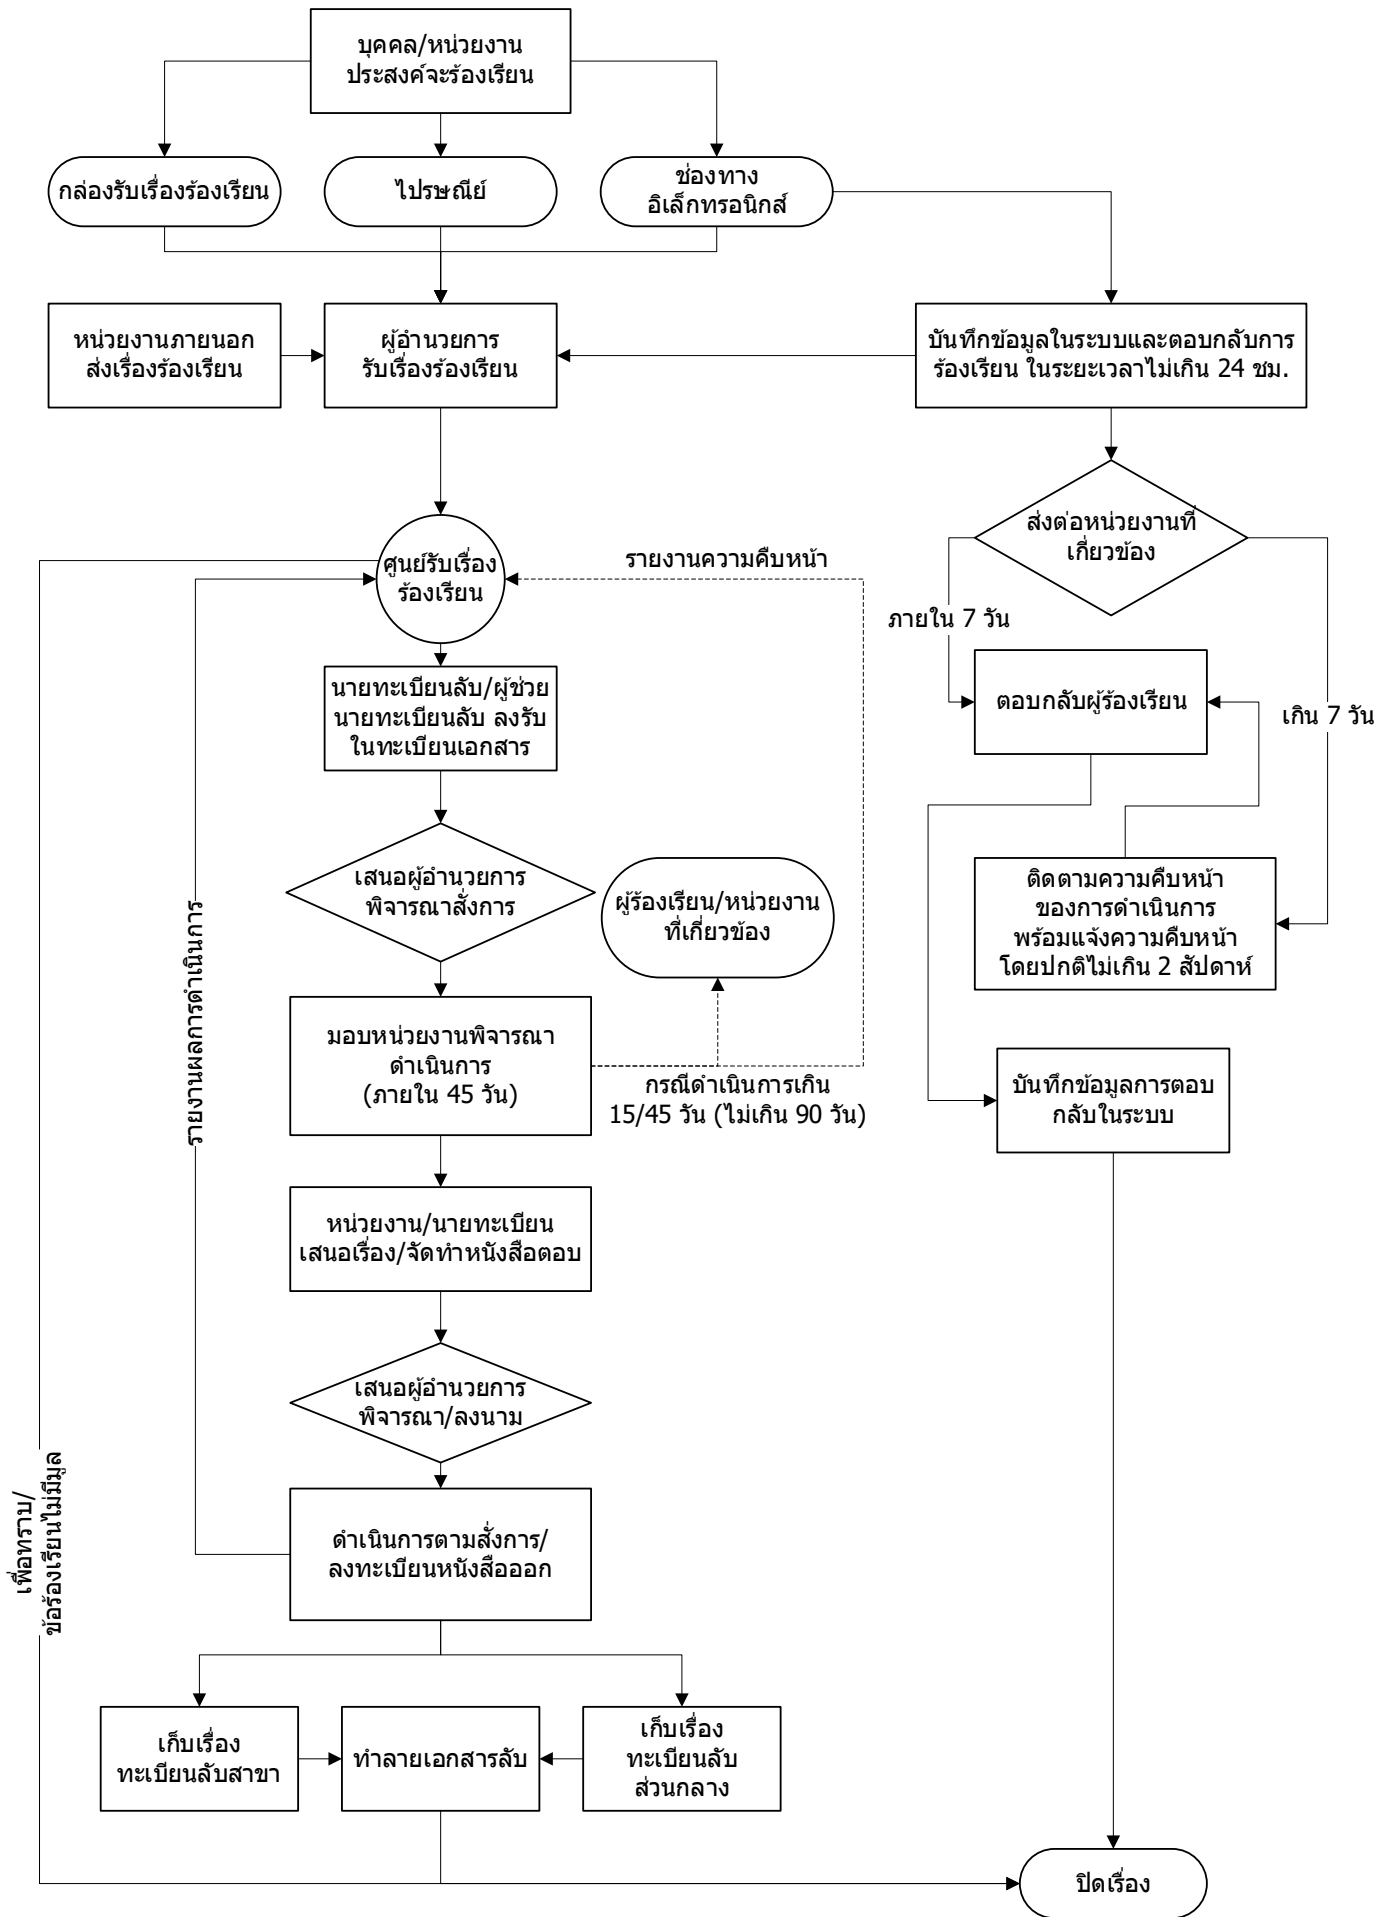 บุคคล/หน่วยงาน
ประสงค์จะร้องเรียน
กล่องรับเรื่องร้องเรียน
ไปรษณีย์
ช่องทาง
อิเล็กทรอนิกส์
หน่วยงานภายนอก
ส่งเรื่องร้องเรียน
ผู้อำนวยการ
รับเรื่องร้องเรียน
บันทึกข้อมูลในระบบและตอบกลับการ
ร้องเรียน ในระยะเวลาไม่เกิน 24 ชม.
ส่งต่อหน่วยงานที่
เกี่ยวข้อง
ศูนย์รับเรื่อง
ร้องเรียน
รายงานความคืบหน้า
ภายใน 7 วัน
เกิน 7 วัน
นายทะเบียนลับ/ผู้ช่วย
นายทะเบียนลับ ลงรับ
ในทะเบียนเอกสาร
ตอบกลับผู้ร้องเรียน
เสนอผู้อำนวยการ
พิจารณาสั่งการ
ผู้ร้องเรียน/หน่วยงาน
ที่เกี่ยวข้อง
ติดตามความคืบหน้า
ของการดำเนินการ
พร้อมแจ้งความคืบหน้า
โดยปกติไม่เกิน 2 สัปดาห์
รายงานผลการดำเนินการ
มอบหน่วยงานพิจารณา
ดำเนินการ
(ภายใน 45 วัน)
กรณีดำเนินการเกิน
15/45 วัน (ไม่เกิน 90 วัน)
บันทึกข้อมูลการตอบ
กลับในระบบ
หน่วยงาน/นายทะเบียน
เสนอเรื่อง/จัดทำหนังสือตอบ
เสนอผู้อำนวยการ
พิจารณา/ลงนาม
เพื่อทราบ/
ข้อร้องเรียนไม่มีมูล
ดำเนินการตามสั่งการ/
ลงทะเบียนหนังสือออก
เก็บเรื่อง
ทะเบียนลับสาขา
ทำลายเอกสารลับ
เก็บเรื่อง
ทะเบียนลับ
ส่วนกลาง
ปิดเรื่อง